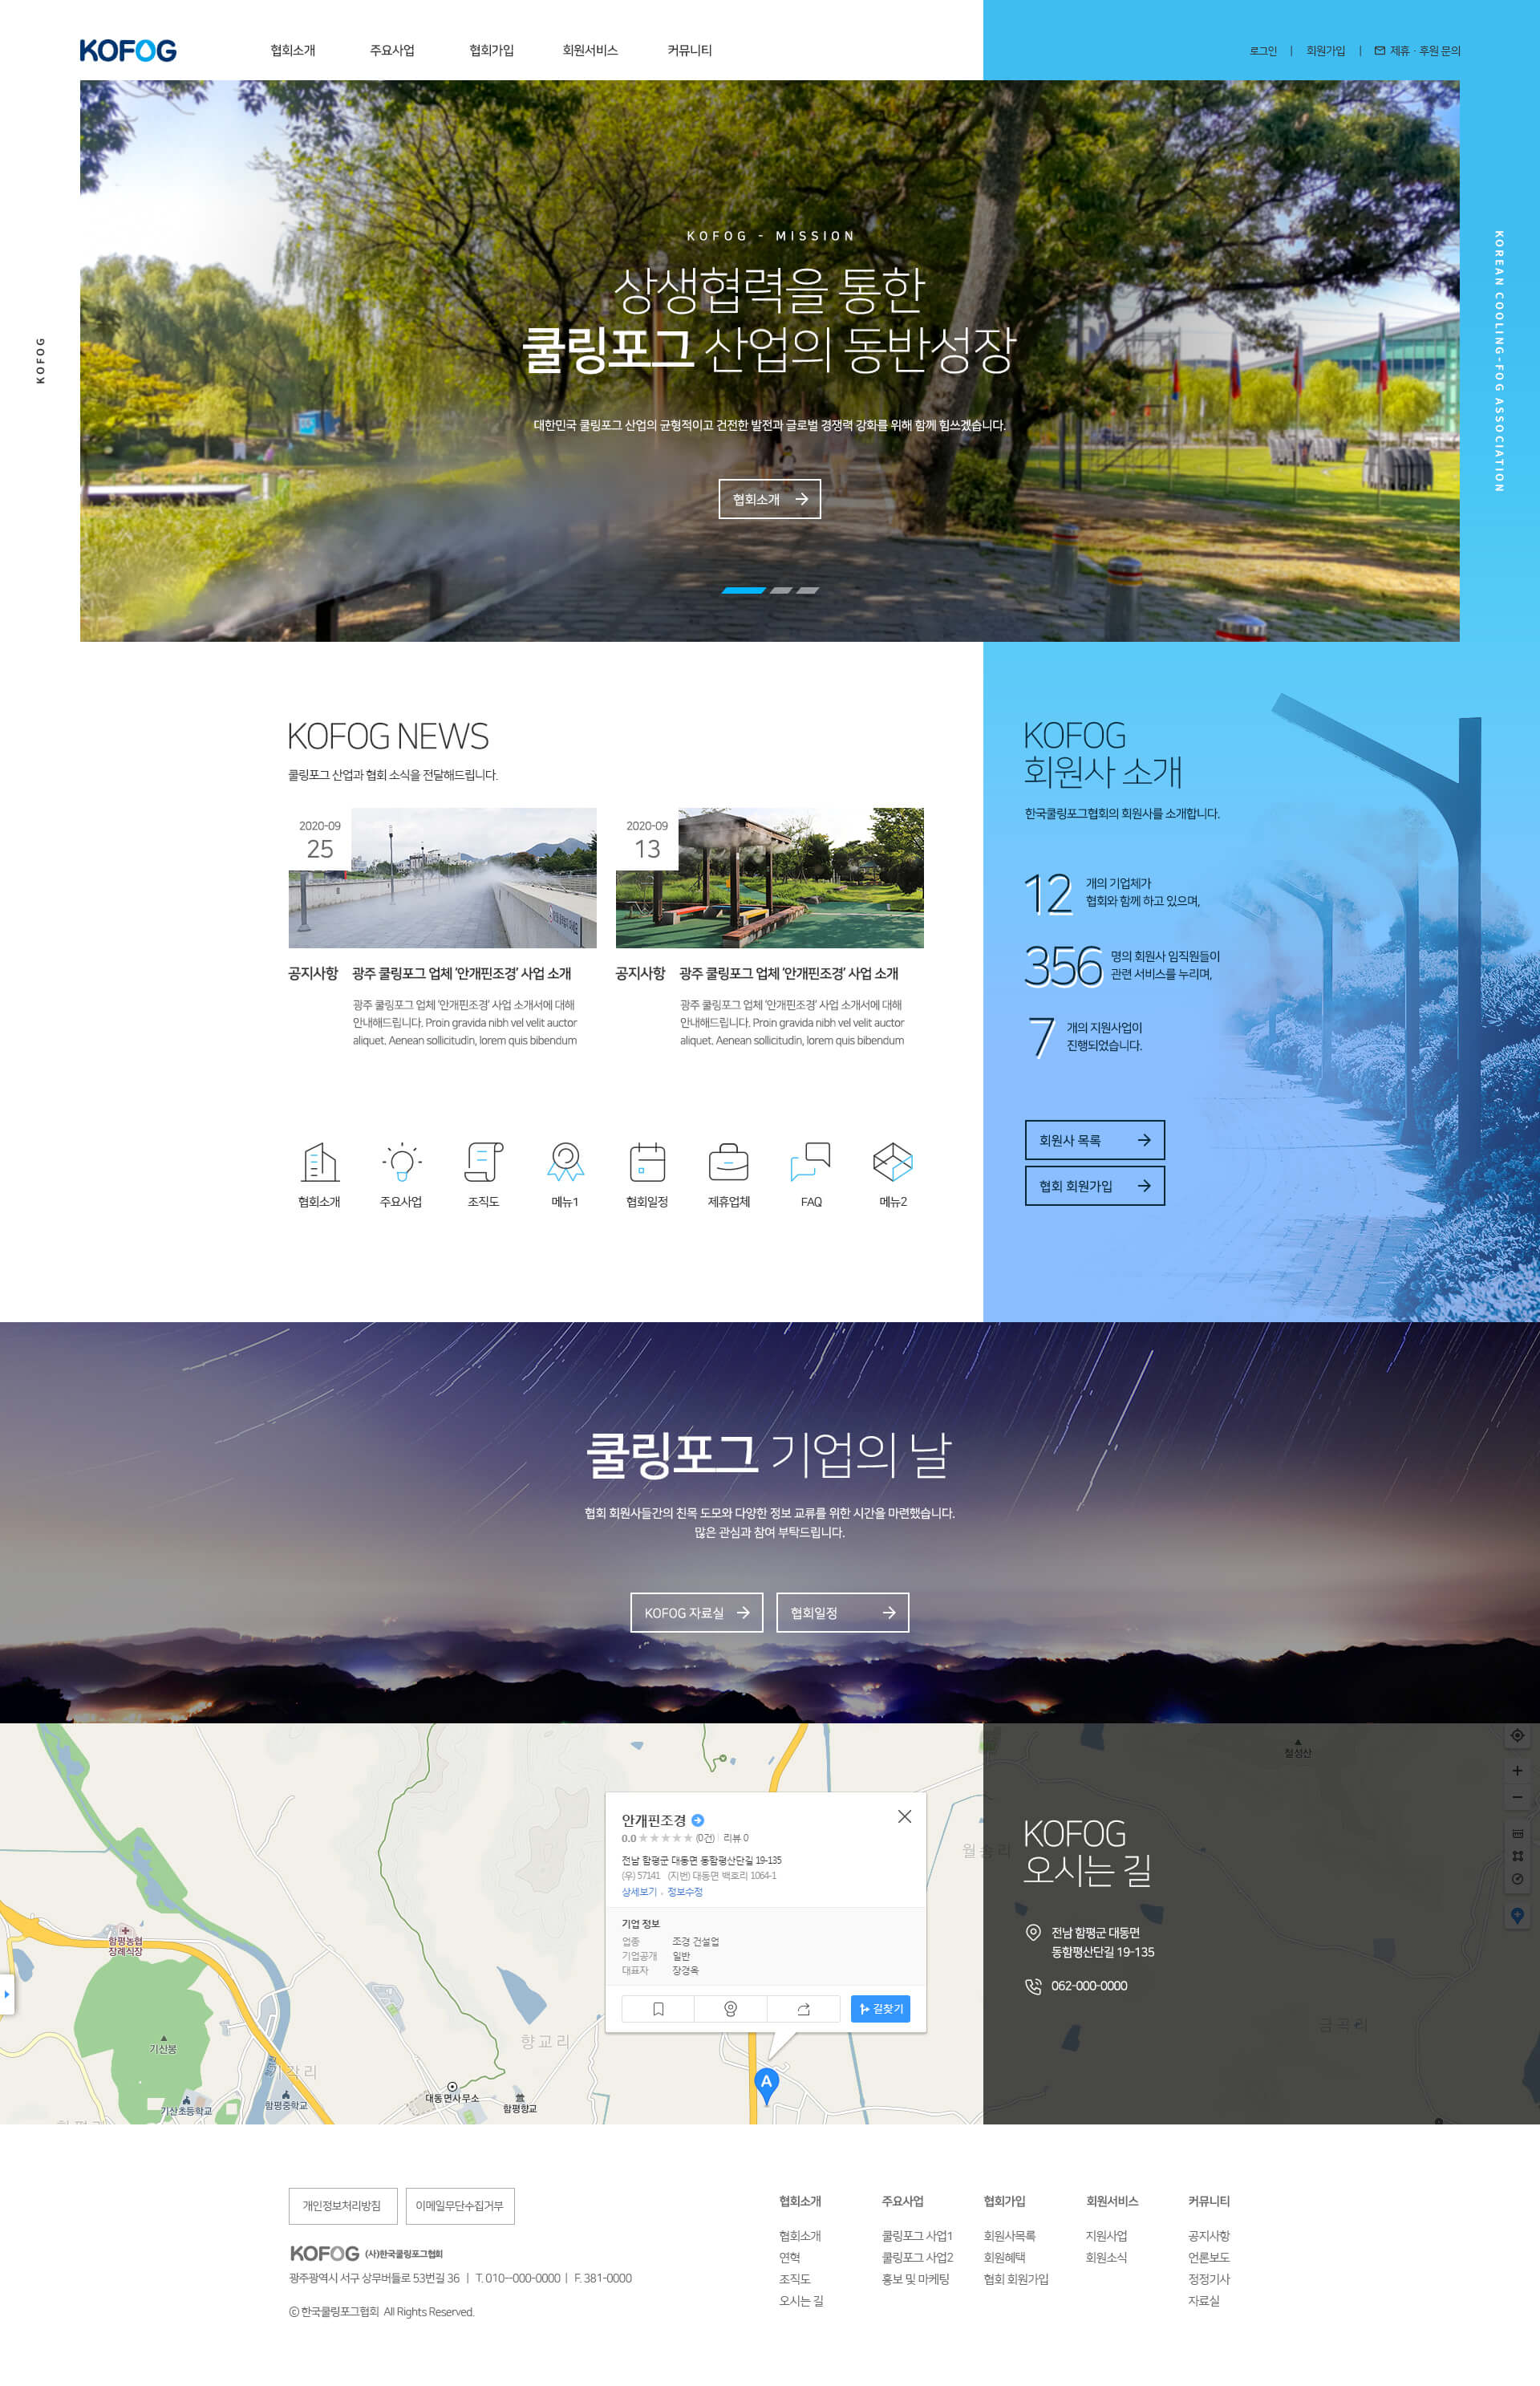 KOFOG
협회소개
주요사업
협회가입
회원서비스
커뮤니티
로그인 | 회원가입 | 제휴 · 후원 문의
KOFOG
KOREAN COOLING-FOG ASSOCIATION
KOFOG - MISSION
상생협력을 통한
쿨링포그 산업의 동반성장
대한민국 쿨링포그 산업의 균형적이고 건전한 발전과 글로벌 경쟁력 강화를 위해 함께 힘쓰겠습니다.
협회소개
KOFOG NEWS
쿨링포그 산업과 협회 소식을 전달해드립니다.
2020-09
25
공지사항 광주 쿨링포그 업체 '안개핀조경' 사업 소개
광주 쿨링포그 업체 '안개핀조경' 사업 소개서에 대해
안내해드립니다. Proin gravida nibh vel velit auctor
aliquet. Aenean sollicitudin, lorem quis bibendum
2020-09
13
공지사항 광주 쿨링포그 업체 '안개핀조경' 사업 소개
광주 쿨링포그 업체 '안개핀조경' 사업 소개서에 대해
안내해드립니다. Proin gravida nibh vel velit auctor
aliquet. Aenean sollicitudin, lorem quis bibendum
협회소개
주요사업
조직도
메뉴1
협회일정
제휴업체
FAQ
메뉴2
KOFOG
회원사 소개
한국쿨링포그협회의 회원사를 소개합니다.
12 개의 기업체가
협회와 함께 하고 있으며,
356 명의 회원사 임직원들이
관련 서비스를 누리며,
7 개의 지원사업이
진행되었습니다.
회원사 목록
협회 회원가입
쿨링포그 기업의 날
협회 회원사들간의 친목 도모와 다양한 정보 교류를 위한 시간을 마련했습니다.
많은 관심과 참여 부탁드립니다.
KOFOG 자료실
협회일정
칠성산
월송리
안개핀조경
0.0 ★★★★★ (0건) | 리뷰 0
전남 함평군 대동면 동함평산단길 19-135
(우) 57141 (지번) 대동면 백호리 1064-1
상세보기 · 정보수정
기업 정보
업종 조경 건설업
기업공개 일반
대표자 장경옥
길찾기
A
함평농협
장례식장
기산봉
기각리
함평중학교
기산초등학교
향교리
대동면사무소
함평향교
금곡리
KOFOG
오시는 길
전남 함평군 대동면
동함평산단길 19-135
062-000-0000
개인정보처리방침
이메일무단수집거부
KOFOG (사)한국쿨링포그협회
광주광역시 서구 상무버들로 53번길 36 | T. 010--000-0000 | F. 381-0000
ⓒ 한국쿨링포그협회 All Rights Reserved.
협회소개
협회소개
연혁
조직도
오시는 길
주요사업
쿨링포그 사업1
쿨링포그 사업2
홍보 및 마케팅
협회가입
회원사목록
회원혜택
협회 회원가입
회원서비스
지원사업
회원소식
커뮤니티
공지사항
언론보도
정정기사
자료실